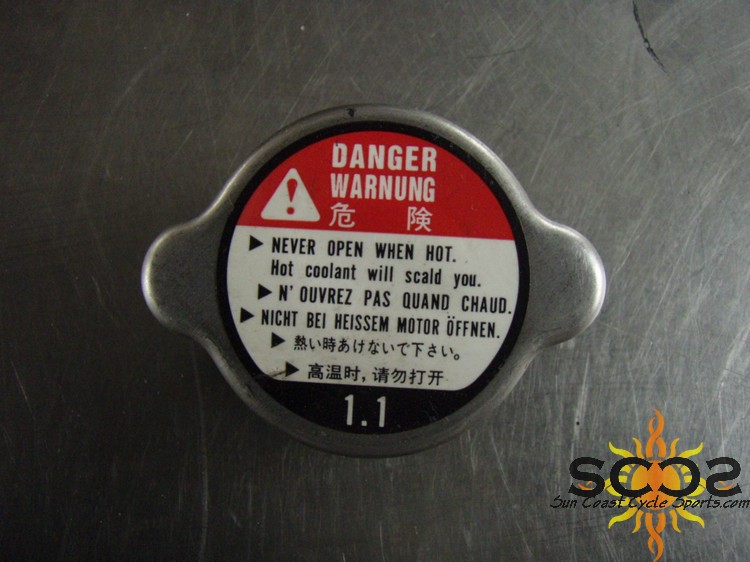 DANGER
WARNUNG
危 険
▶ NEVER OPEN WHEN HOT.
Hot coolant will scald you.
▶ N'OUVREZ PAS QUAND CHAUD.
▶ NICHT BEI HEISSEM MOTOR ÖFFNEN.
▶ 熱い時あけないで下さい。
▶ 高温时,请勿打开
1.1
SCCS
Sun Coast Cycle Sports.com